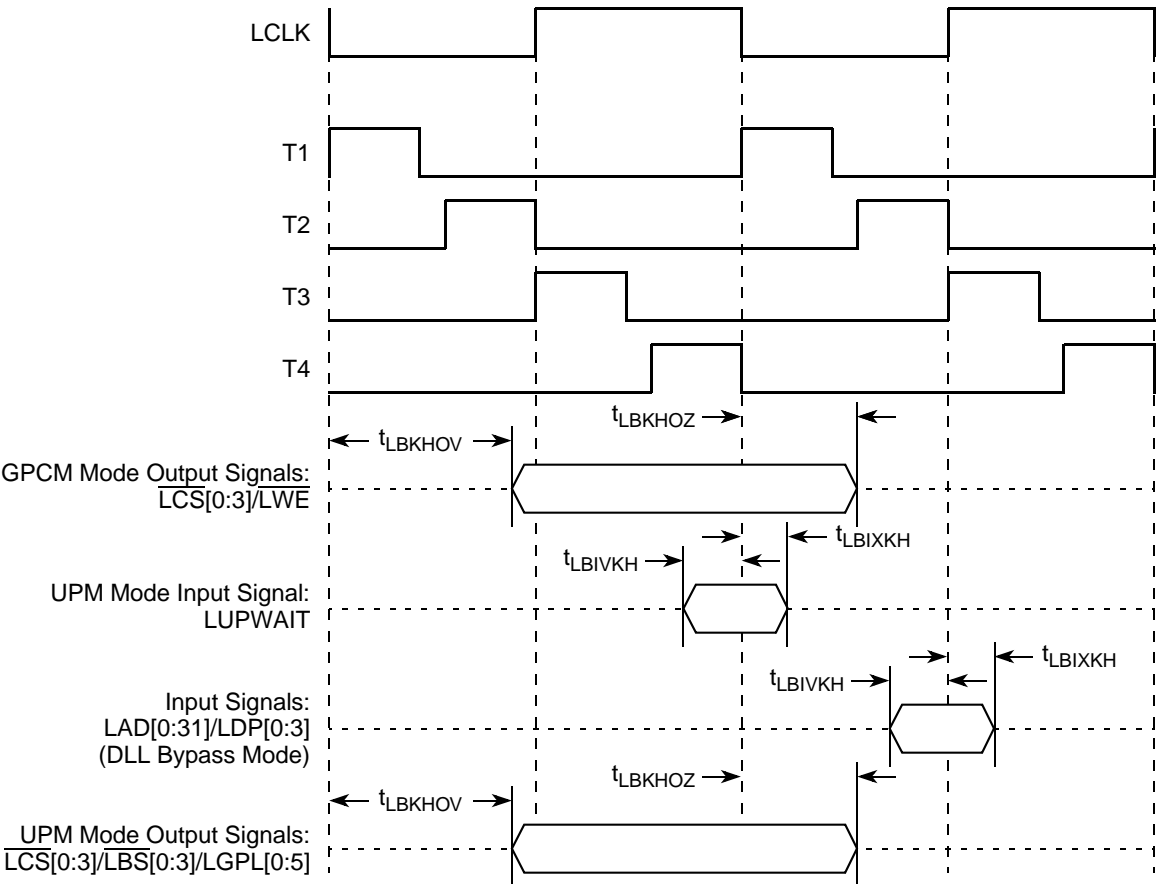 LCLK
T1
T2
T3
T4
tLBKHOZ
tLBKHOV
GPCM Mode Output Signals:
LCS[0:3]/LWE
tLBIXKH
tLBIVKH
UPM Mode Input Signal:
LUPWAIT
tLBIXKH
tLBIVKH
Input Signals:
LAD[0:31]/LDP[0:3]
(DLL Bypass Mode)
tLBKHOZ
tLBKHOV
UPM Mode Output Signals:
LCS[0:3]/LBS[0:3]/LGPL[0:5]